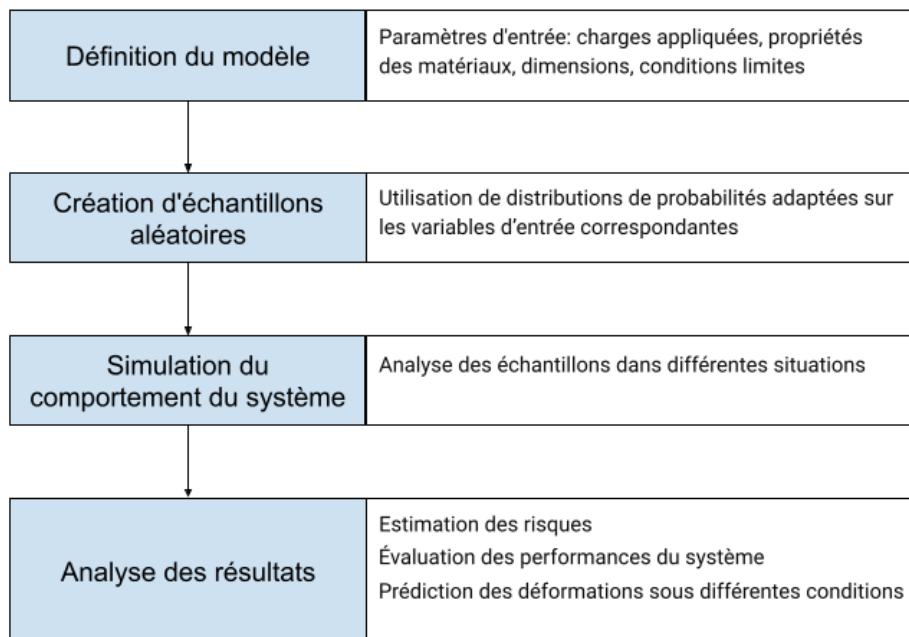 Définition du modèle
Paramètres d'entrée: charges appliquées, propriétés
des matériaux, dimensions, conditions limites
Création d'échantillons
aléatoires
Utilisation de distributions de probabilités adaptées sur
les variables d’entrée correspondantes
Simulation du
comportement du système
Analyse des échantillons dans différentes situations
Analyse des résultats
Estimation des risques
Évaluation des performances du système
Prédiction des déformations sous différentes conditions